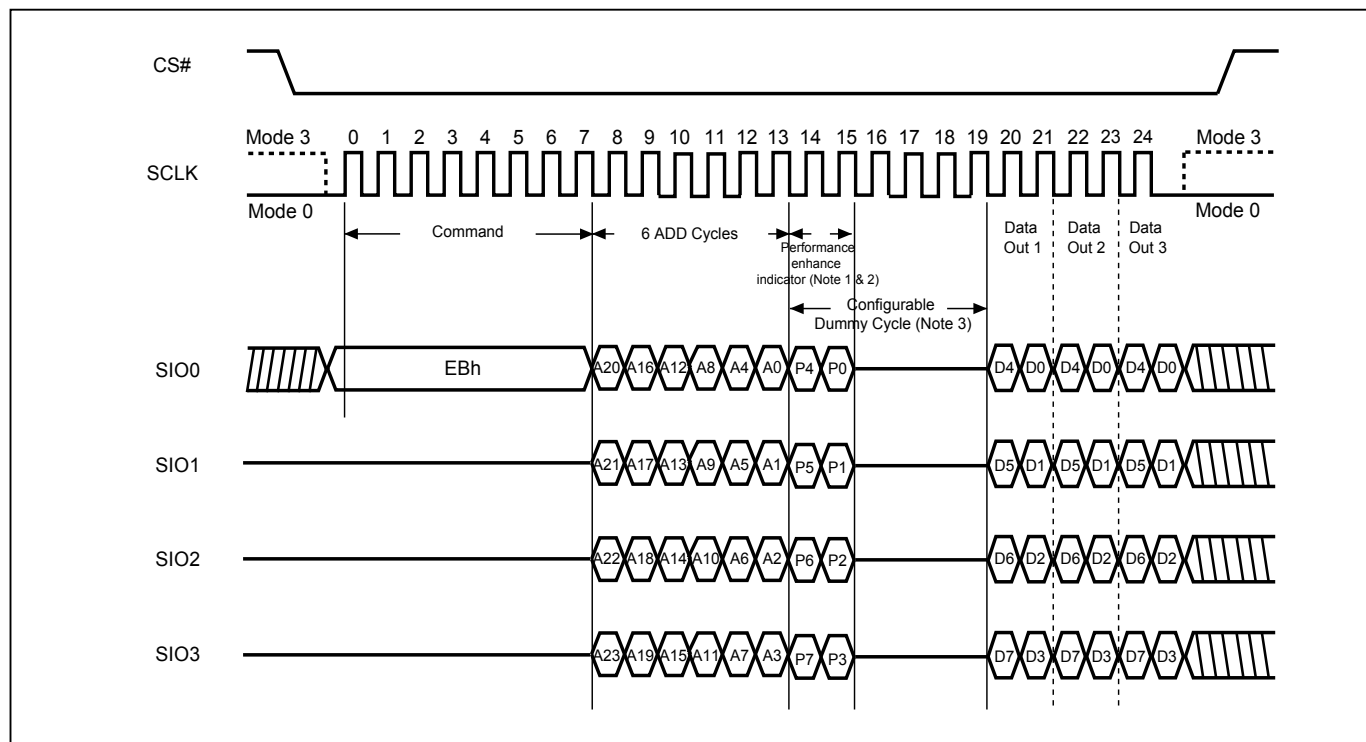 CS#
Mode 3 0 1 2 3 4 5 6 7 8 9 10 11 12 13 14 15 16 17 18 19 20 21 22 23 24 Mode 3
SCLK
Mode 0 Mode 0
Command 6 ADD Cycles Data Data Data
Out 1 Out 2 Out 3
Performance
enhance
indicator (Note 1 & 2)
Configurable
Dummy Cycle (Note 3)
SIO0 EBh A20 A16 A12 A8 A4 A0 P4 P0 D4 D0 D4 D0 D4 D0
SIO1 A21 A17 A13 A9 A5 A1 P5 P1 D5 D1 D5 D1 D5 D1
SIO2 A22 A18 A14 A10 A6 A2 P6 P2 D6 D2 D6 D2 D6 D2
SIO3 A23 A19 A15 A11 A7 A3 P7 P3 D7 D3 D7 D3 D7 D3